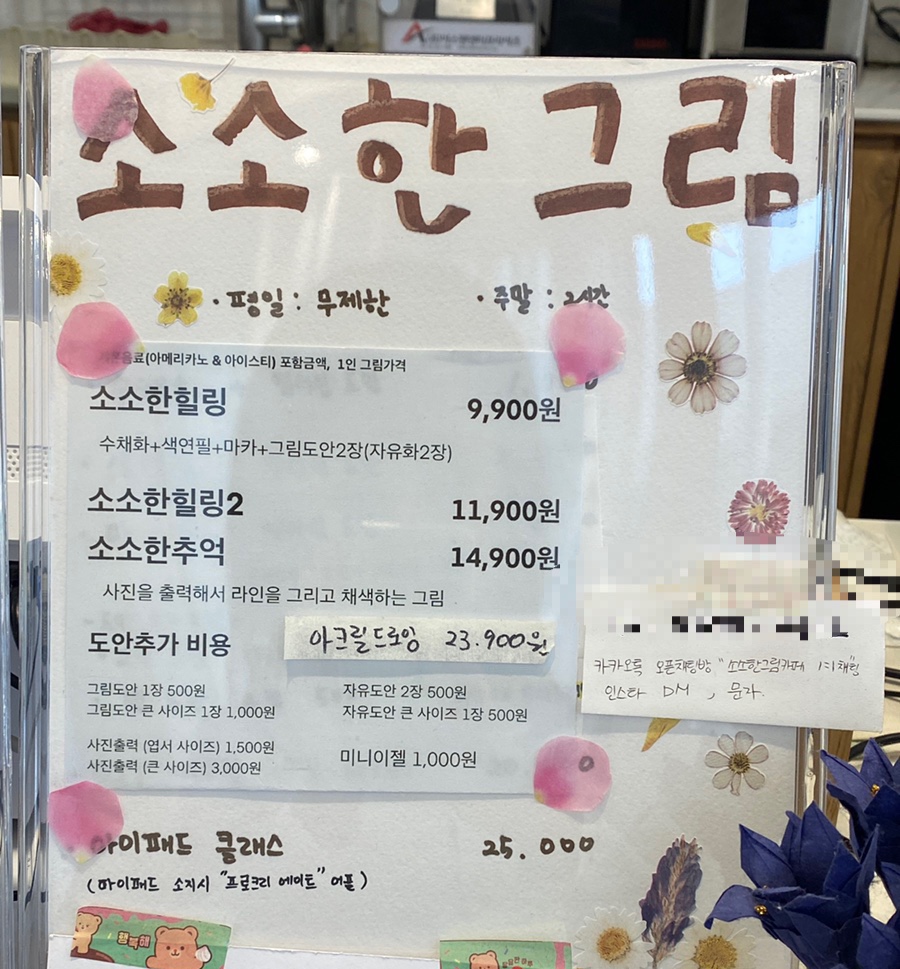 소소한 그림
· 평일 : 무제한
· 주말 : 2시간
음료(아메리카노 & 아이스티) 포함금액, 1인 그림가격
소소한힐링 9,900원
수채화+색연필+마카+그림도안2장(자유화2장)
소소한힐링2 11,900원
소소한추억 14,900원
사진을 출력해서 라인을 그리고 채색하는 그림
도안추가 비용
아크릴드로잉 23.900원
그림도안 1장 500원
그림도안 큰 사이즈 1장 1,000원
자유도안 2장 500원
자유도안 큰 사이즈 1장 500원
사진출력 (엽서 사이즈) 1,500원
사진출력 (큰 사이즈) 3,000원
미니이젤 1,000원
카카오톡 오픈채팅방 "소소한그림카페 1:1채팅
인스타 DM , 문자.
아이패드 클래스 25.000
(아이패드 소지시 "프로크리에이트" 어플)
행복해